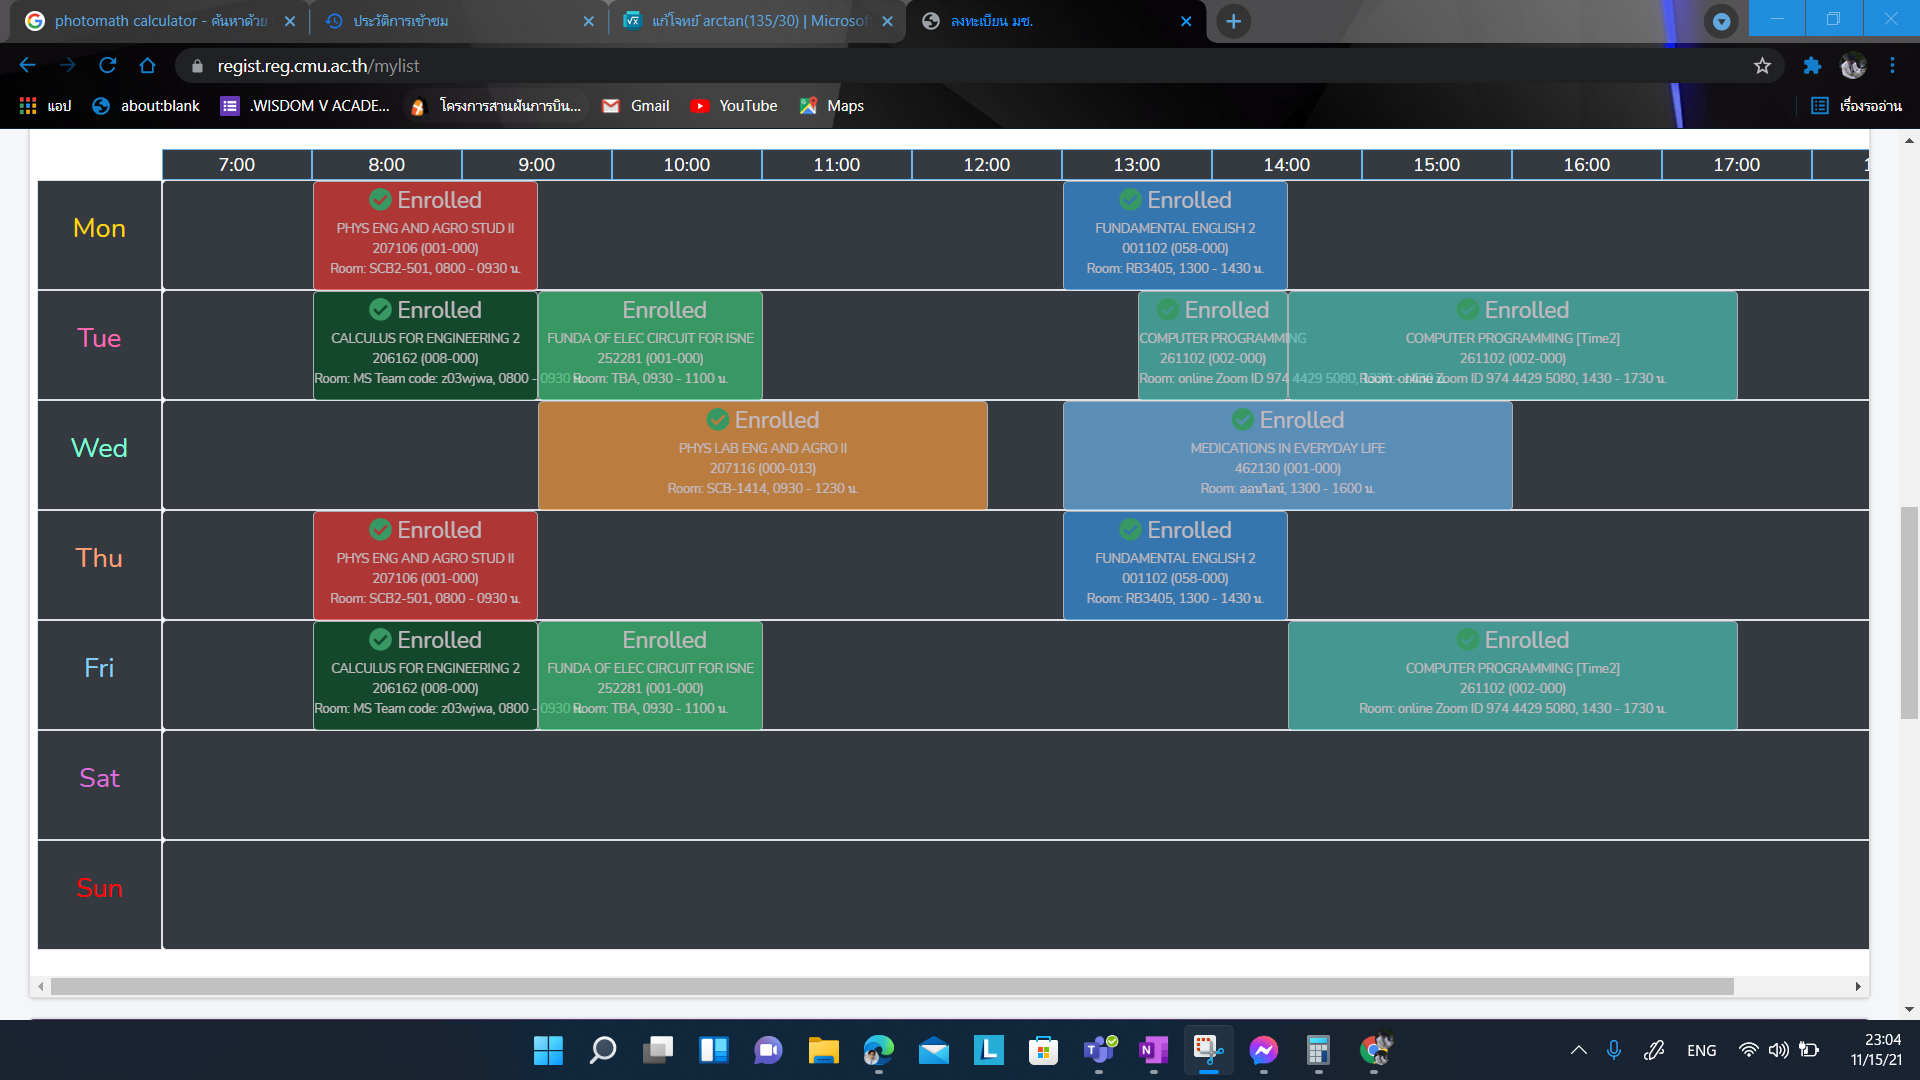 photomath calculator - ค้นหาด้วย
ประวัติการเข้าชม
แก้โจทย์ arctan(135/30) | Microsof
ลงทะเบียน มช.
regist.reg.cmu.ac.th/mylist
แอป
about:blank
.WISDOM V ACADE...
โครงการสานฝันการบิน...
Gmail
YouTube
Maps
เรื่องรออ่าน
7:00 8:00 9:00 10:00 11:00 12:00 13:00 14:00 15:00 16:00 17:00 1
Mon
Enrolled
PHYS ENG AND AGRO STUD II
207106 (001-000)
Room: SCB2-501, 0800 - 0930 น.
Enrolled
FUNDAMENTAL ENGLISH 2
001102 (058-000)
Room: RB3405, 1300 - 1430 น.
Tue
Enrolled
CALCULUS FOR ENGINEERING 2
206162 (008-000)
Room: MS Team code: z03wjwa, 0800 - 0930 น.
Enrolled
FUNDA OF ELEC CIRCUIT FOR ISNE
252281 (001-000)
Room: TBA, 0930 - 1100 น.
Enrolled
COMPUTER PROGRAMMING
261102 (002-000)
Room: online Zoom ID 974 4429 5080,
Enrolled
COMPUTER PROGRAMMING [Time2]
261102 (002-000)
Room: online Zoom ID 974 4429 5080, 1430 - 1730 น.
Wed
Enrolled
PHYS LAB ENG AND AGRO II
207116 (000-013)
Room: SCB-1414, 0930 - 1230 น.
Enrolled
MEDICATIONS IN EVERYDAY LIFE
462130 (001-000)
Room: ออนไลน์, 1300 - 1600 น.
Thu
Enrolled
PHYS ENG AND AGRO STUD II
207106 (001-000)
Room: SCB2-501, 0800 - 0930 น.
Enrolled
FUNDAMENTAL ENGLISH 2
001102 (058-000)
Room: RB3405, 1300 - 1430 น.
Fri
Enrolled
CALCULUS FOR ENGINEERING 2
206162 (008-000)
Room: MS Team code: z03wjwa, 0800 - 0930 น.
Enrolled
FUNDA OF ELEC CIRCUIT FOR ISNE
252281 (001-000)
Room: TBA, 0930 - 1100 น.
Enrolled
COMPUTER PROGRAMMING [Time2]
261102 (002-000)
Room: online Zoom ID 974 4429 5080, 1430 - 1730 น.
Sat
Sun
ENG
23:04
11/15/21